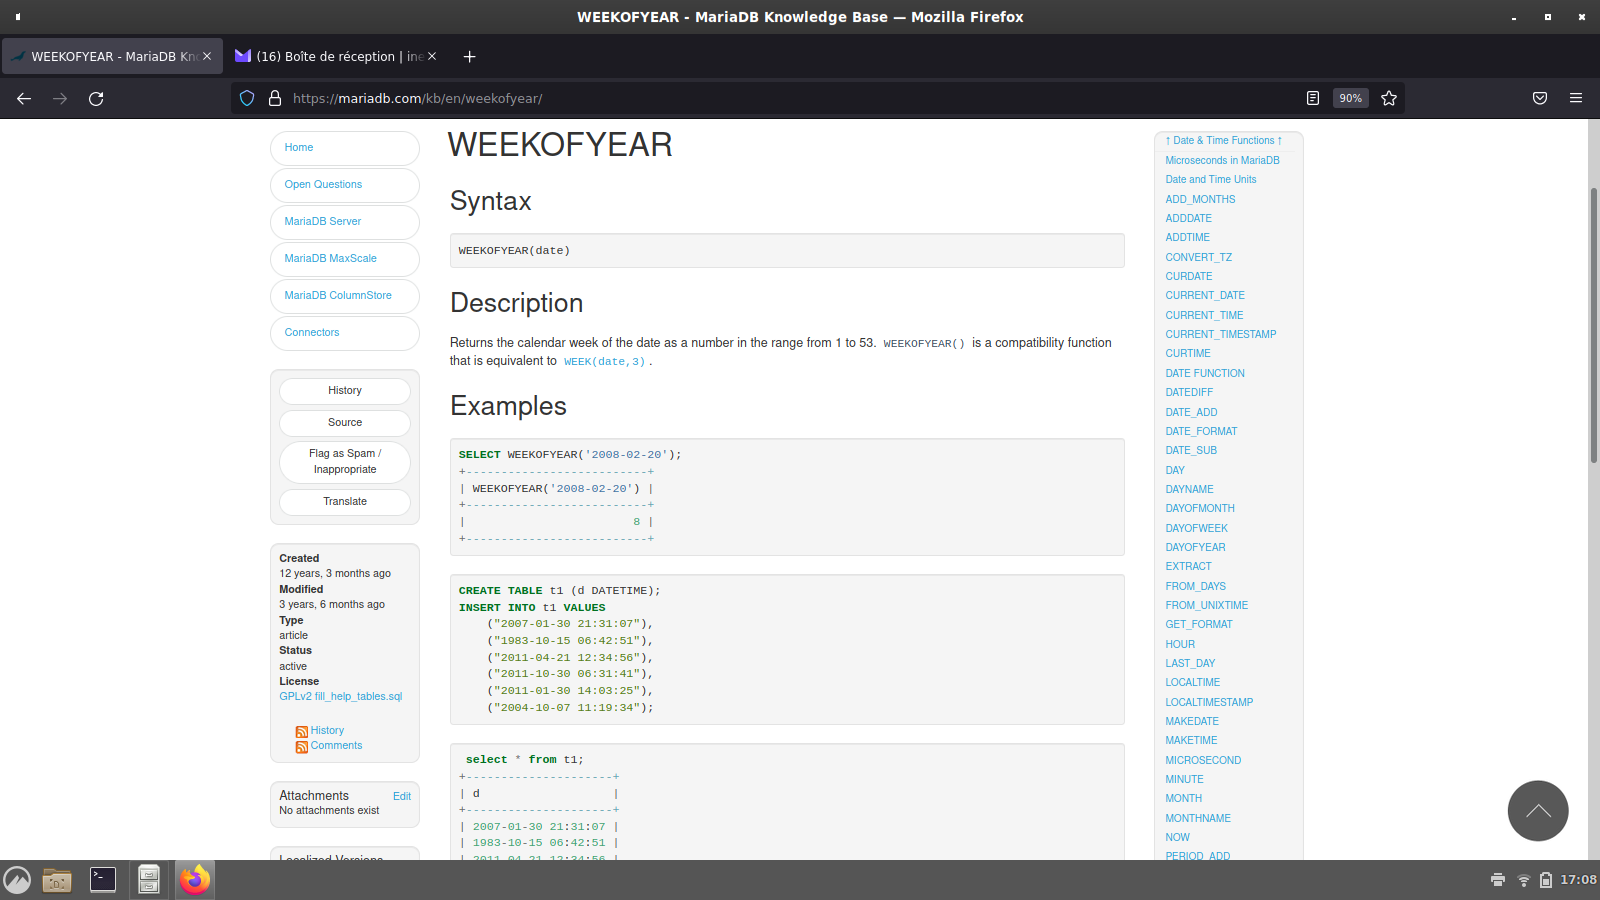 WEEKOFYEAR - MariaDB Knowledge Base — Mozilla Firefox
WEEKOFYEAR - MariaDB Kno
(16) Boîte de réception | ine
https://mariadb.com/kb/en/weekofyear/
90%
Home
Open Questions
MariaDB Server
MariaDB MaxScale
MariaDB ColumnStore
Connectors
History
Source
Flag as Spam /
Inappropriate
Translate
Created
12 years, 3 months ago
Modified
3 years, 6 months ago
Type
article
Status
active
License
GPLv2 fill_help_tables.sql
History
Comments
Attachments Edit
No attachments exist
Localized Versions
WEEKOFYEAR
Syntax
WEEKOFYEAR(date)
Description
Returns the calendar week of the date as a number in the range from 1 to 53. WEEKOFYEAR() is a compatibility function
that is equivalent to WEEK(date,3).
Examples
SELECT WEEKOFYEAR('2008-02-20');
+--------------------------+
| WEEKOFYEAR('2008-02-20') |
+--------------------------+
|                        8 |
+--------------------------+
CREATE TABLE t1 (d DATETIME);
INSERT INTO t1 VALUES
    ("2007-01-30 21:31:07"),
    ("1983-10-15 06:42:51"),
    ("2011-04-21 12:34:56"),
    ("2011-10-30 06:31:41"),
    ("2011-01-30 14:03:25"),
    ("2004-10-07 11:19:34");
select * from t1;
+---------------------+
| d                   |
+---------------------+
| 2007-01-30 21:31:07 |
| 1983-10-15 06:42:51 |
| 2011-04-21 12:34:56 |
↑ Date & Time Functions ↑
Microseconds in MariaDB
Date and Time Units
ADD_MONTHS
ADDDATE
ADDTIME
CONVERT_TZ
CURDATE
CURRENT_DATE
CURRENT_TIME
CURRENT_TIMESTAMP
CURTIME
DATE FUNCTION
DATEDIFF
DATE_ADD
DATE_FORMAT
DATE_SUB
DAY
DAYNAME
DAYOFMONTH
DAYOFWEEK
DAYOFYEAR
EXTRACT
FROM_DAYS
FROM_UNIXTIME
GET_FORMAT
HOUR
LAST_DAY
LOCALTIME
LOCALTIMESTAMP
MAKEDATE
MAKETIME
MICROSECOND
MINUTE
MONTH
MONTHNAME
NOW
PERIOD_ADD
17:08